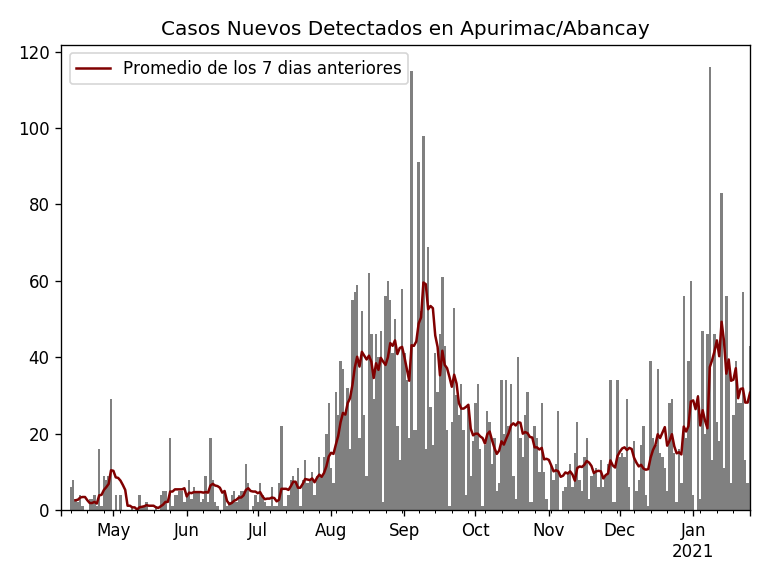 Casos Nuevos Detectados en Apurimac/Abancay
Promedio de los 7 dias anteriores
120
100
80
60
40
20
0
May Jun Jul Aug Sep Oct Nov Dec Jan
2021